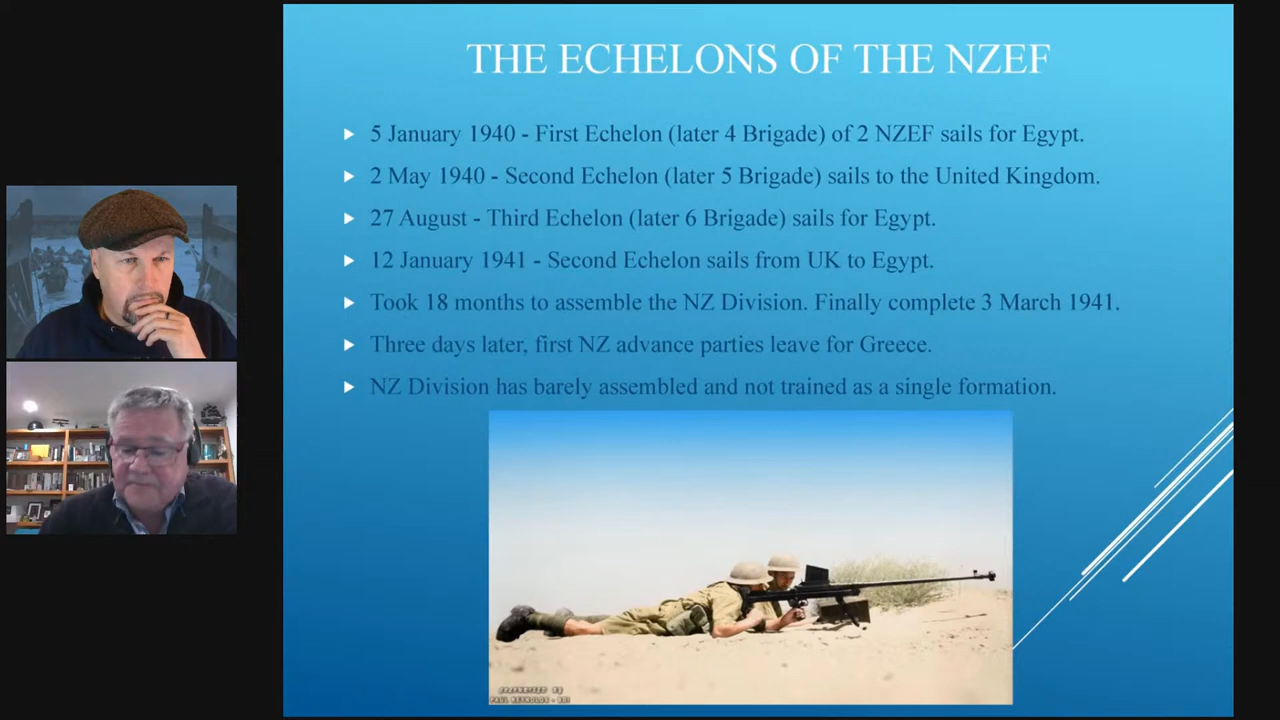 THE ECHELONS OF THE NZEF
5 January 1940 - First Echelon (later 4 Brigade) of 2 NZEF sails for Egypt.
2 May 1940 - Second Echelon (later 5 Brigade) sails to the United Kingdom.
27 August - Third Echelon (later 6 Brigade) sails for Egypt.
12 January 1941 - Second Echelon sails from UK to Egypt.
Took 18 months to assemble the NZ Division. Finally complete 3 March 1941.
Three days later, first NZ advance parties leave for Greece.
NZ Division has barely assembled and not trained as a single formation.
PAUL REYNOLDS